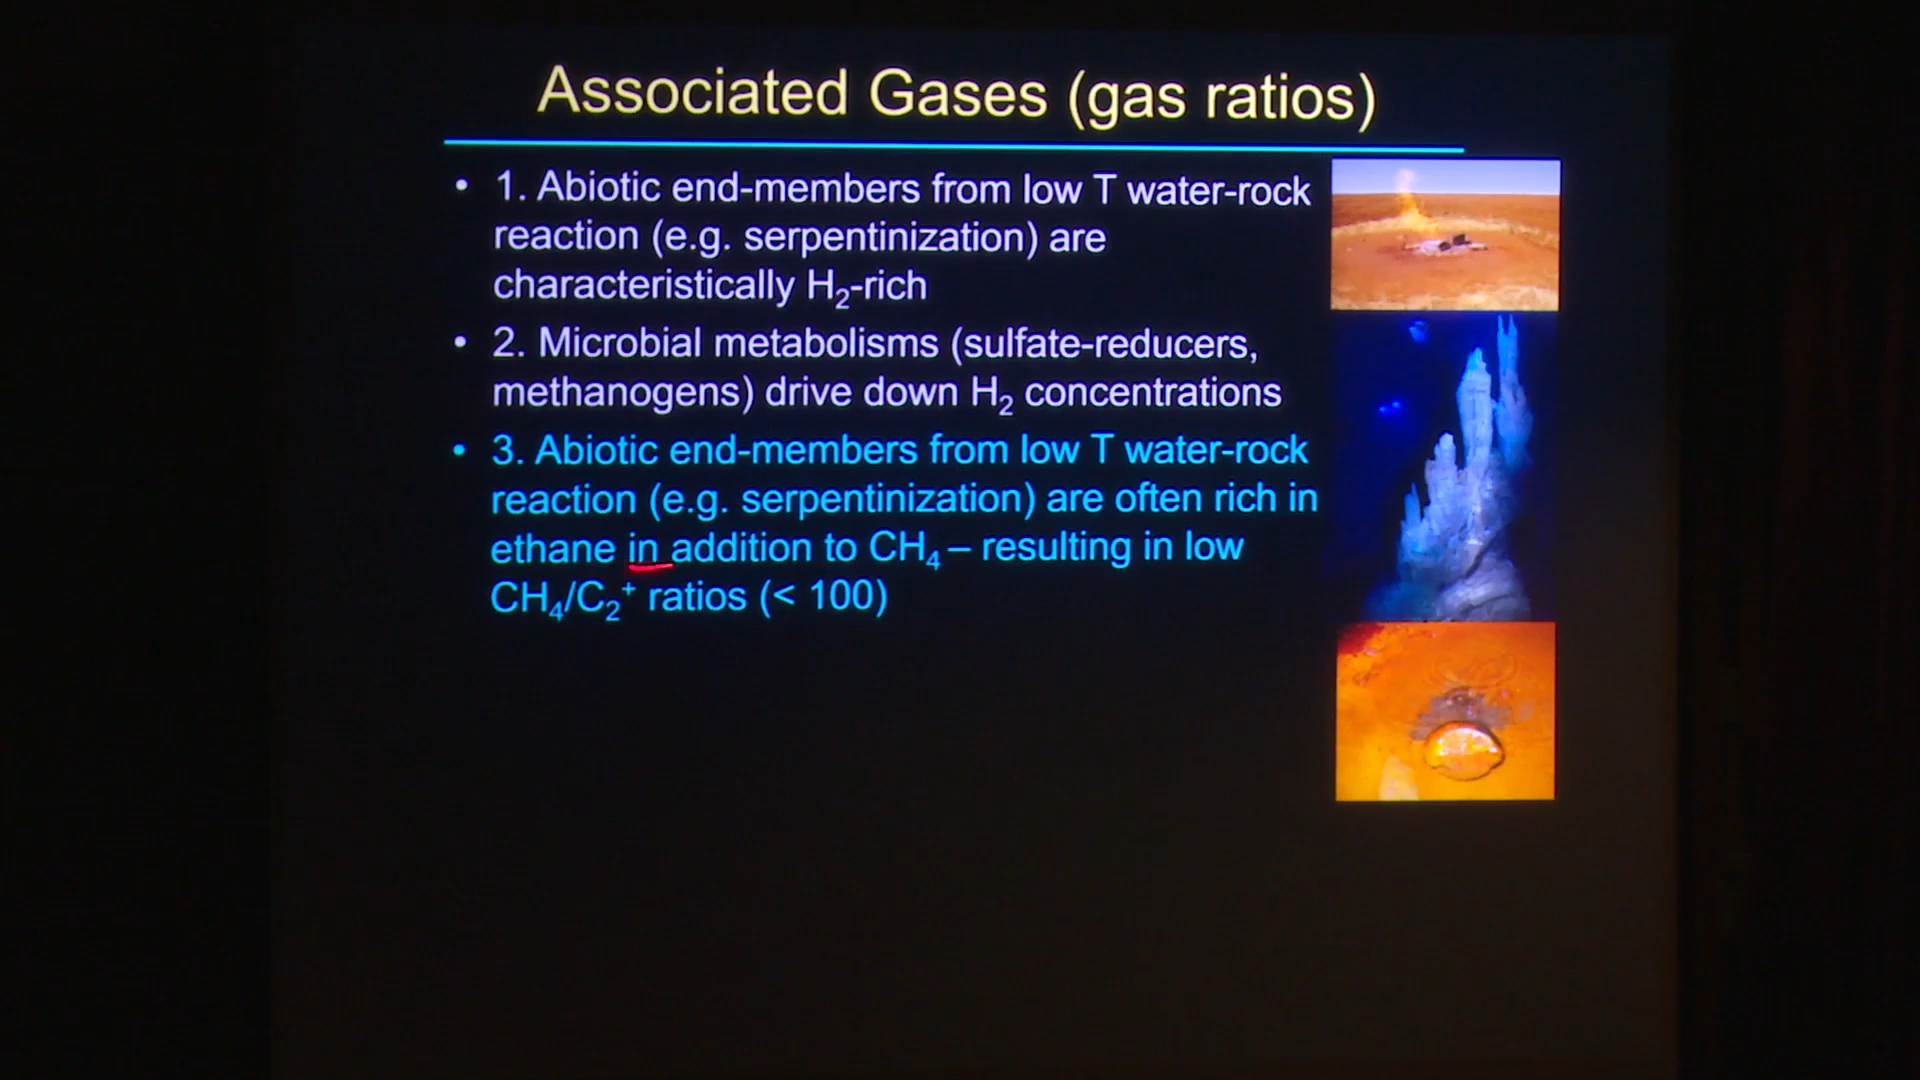 Associated Gases (gas ratios)
• 1. Abiotic end-members from low T water-rock
reaction (e.g. serpentinization) are
characteristically H₂-rich
• 2. Microbial metabolisms (sulfate-reducers,
methanogens) drive down H₂ concentrations
• 3. Abiotic end-members from low T water-rock
reaction (e.g. serpentinization) are often rich in
ethane in addition to CH₄ – resulting in low
CH₄/C₂⁺ ratios (< 100)